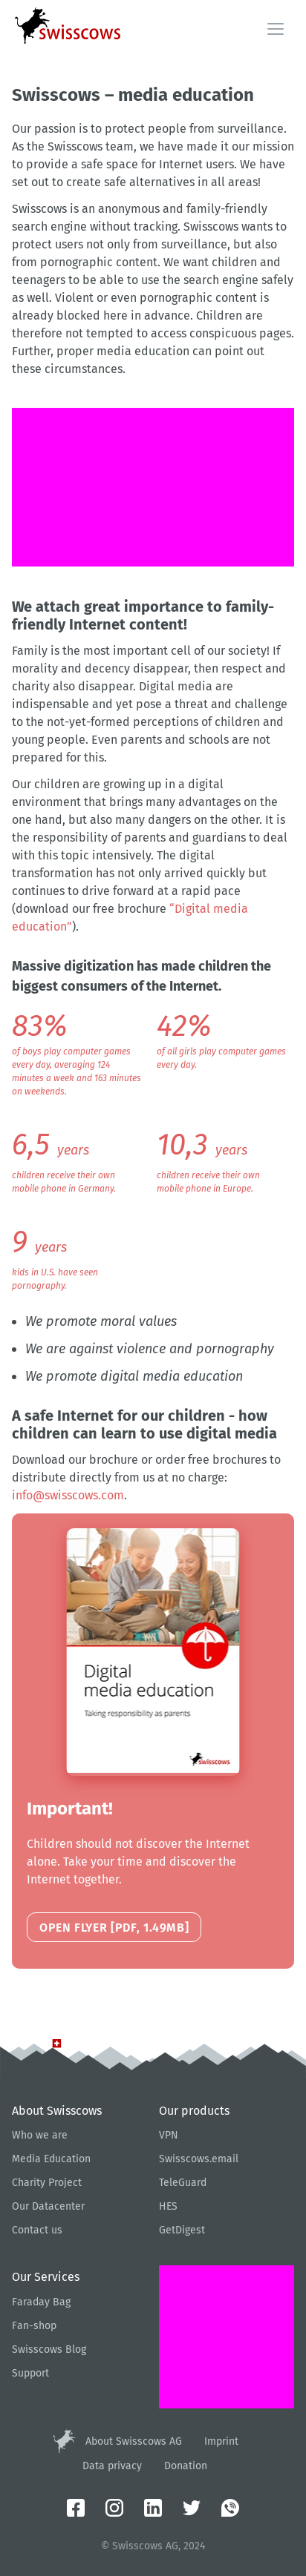 swisscows
Swisscows – media education
Our passion is to protect people from surveillance.
As the Swisscows team, we have made it our mission
to provide a safe space for Internet users. We have
set out to create safe alternatives in all areas!
Swisscows is an anonymous and family-friendly
search engine without tracking. Swisscows wants to
protect users not only from surveillance, but also
from pornographic content. We want children and
teenagers to be able to use the search engine safely
as well. Violent or even pornographic content is
already blocked here in advance. Children are
therefore not tempted to access conspicuous pages.
Further, proper media education can point out
these circumstances.
We attach great importance to family-
friendly Internet content!
Family is the most important cell of our society! If
morality and decency disappear, then respect and
charity also disappear. Digital media are
indispensable and yet pose a threat and challenge
to the not-yet-formed perceptions of children and
young people. Even parents and schools are not
prepared for this.
Our children are growing up in a digital
environment that brings many advantages on the
one hand, but also many dangers on the other. It is
the responsibility of parents and guardians to deal
with this topic intensively. The digital
transformation has not only arrived quickly but
continues to drive forward at a rapid pace
(download our free brochure “Digital media
education”).
Massive digitization has made children the
biggest consumers of the Internet.
83%
of boys play computer games
every day, averaging 124
minutes a week and 163 minutes
on weekends.
42%
of all girls play computer games
every day.
6,5 years
children receive their own
mobile phone in Germany.
10,3 years
children receive their own
mobile phone in Europe.
9 years
kids in U.S. have seen
pornography.
• We promote moral values
• We are against violence and pornography
• We promote digital media education
A safe Internet for our children - how
children can learn to use digital media
Download our brochure or order free brochures to
distribute directly from us at no charge:
info@swisscows.com.
Digital
media education
Taking responsibility as parents
swisscows
Important!
Children should not discover the Internet
alone. Take your time and discover the
Internet together.
OPEN FLYER [PDF, 1.49MB]
About Swisscows
Who we are
Media Education
Charity Project
Our Datacenter
Contact us
Our products
VPN
Swisscows.email
TeleGuard
HES
GetDigest
Our Services
Faraday Bag
Fan-shop
Swisscows Blog
Support
About Swisscows AG Imprint
Data privacy Donation
© Swisscows AG, 2024